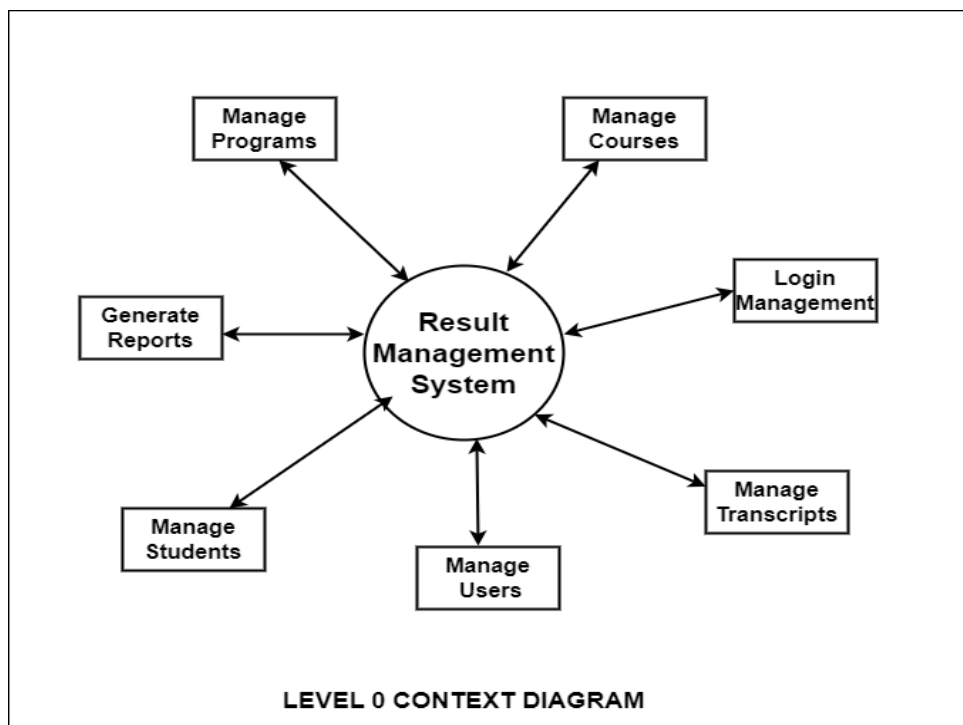 Manage
Programs
Manage
Courses
Login
Management
Generate
Reports
Result
Management
System
Manage
Students
Manage
Users
Manage
Transcripts
LEVEL 0 CONTEXT DIAGRAM